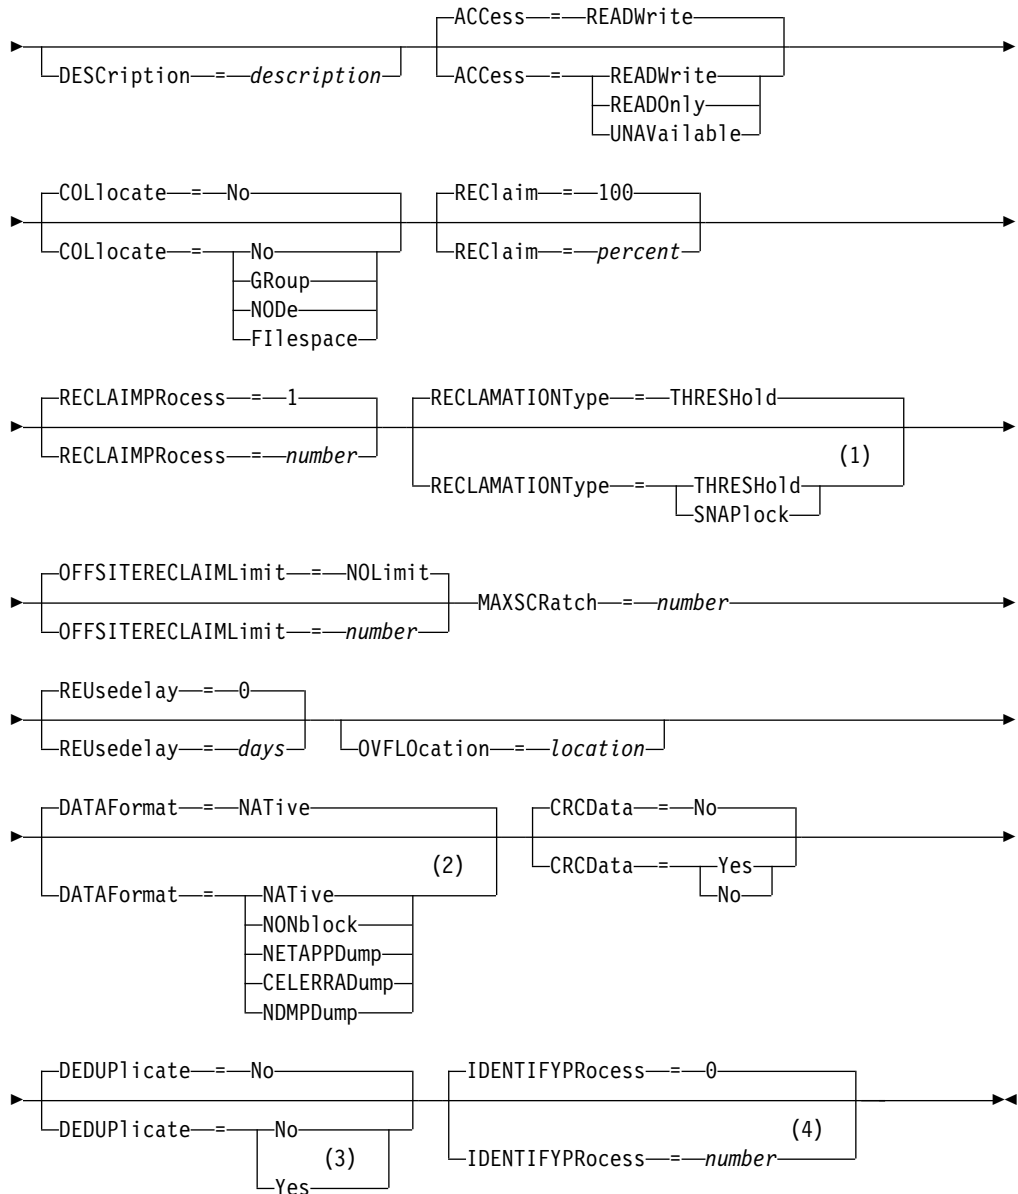 ACCess = READWrite
DESCription = description
ACCess = READWrite
READOnly
UNAVailable
COLlocate = No
REClaim = 100
COLlocate = No
REClaim = percent
GRoup
NODe
FIlespace
RECLAIMPRocess = 1
RECLAMATIONType = THRESHold
RECLAIMPRocess = number
(1)
RECLAMATIONType = THRESHold
SNAPlock
OFFSITERECLAIMLimit = NOLimit
MAXSCRatch = number
OFFSITERECLAIMLimit = number
REUsedelay = 0
REUsedelay = days
OVFLOcation = location
DATAFormat = NATive
CRCData = No
(2)
CRCData = Yes
No
DATAFormat = NATive
NONblock
NETAPPDump
CELERRADump
NDMPDump
DEDUPlicate = No
IDENTIFYPRocess = 0
DEDUPlicate = No
(3)
Yes
(4)
IDENTIFYPRocess = number